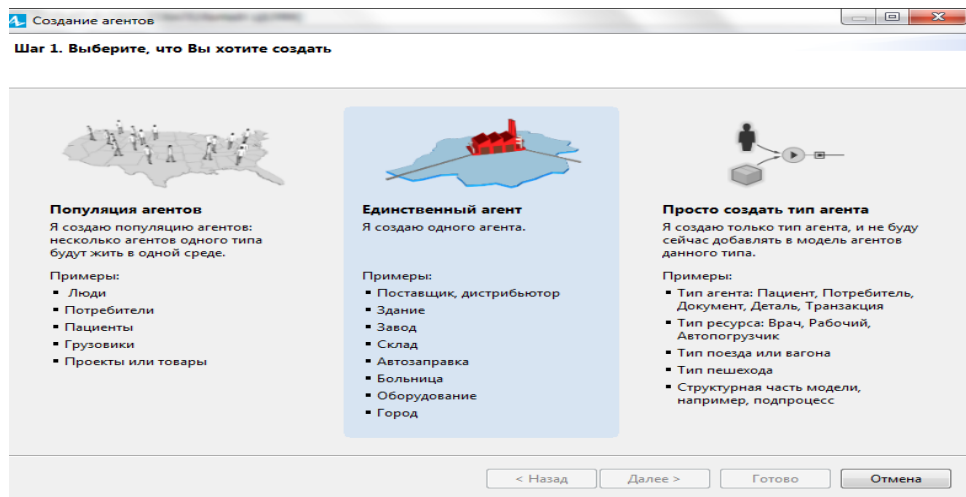 Создание агентов
Шаг 1. Выберите, что Вы хотите создать
Популяция агентов
Я создаю популяцию агентов:
несколько агентов одного типа
будут жить в одной среде.
Примеры:
Люди
Потребители
Пациенты
Грузовики
Проекты или товары
Единственный агент
Я создаю одного агента.
Примеры:
Поставщик, дистрибьютор
Здание
Завод
Склад
Автозаправка
Больница
Оборудование
Город
Просто создать тип агента
Я создаю только тип агента, и не буду
сейчас добавлять в модель агентов
данного типа.
Примеры:
Тип агента: Пациент, Потребитель,
Документ, Деталь, Транзакция
Тип ресурса: Врач, Рабочий,
Автопогрузчик
Тип поезда или вагона
Тип пешехода
Структурная часть модели,
например, подпроцесс
< Назад
Далее >
Готово
Отмена